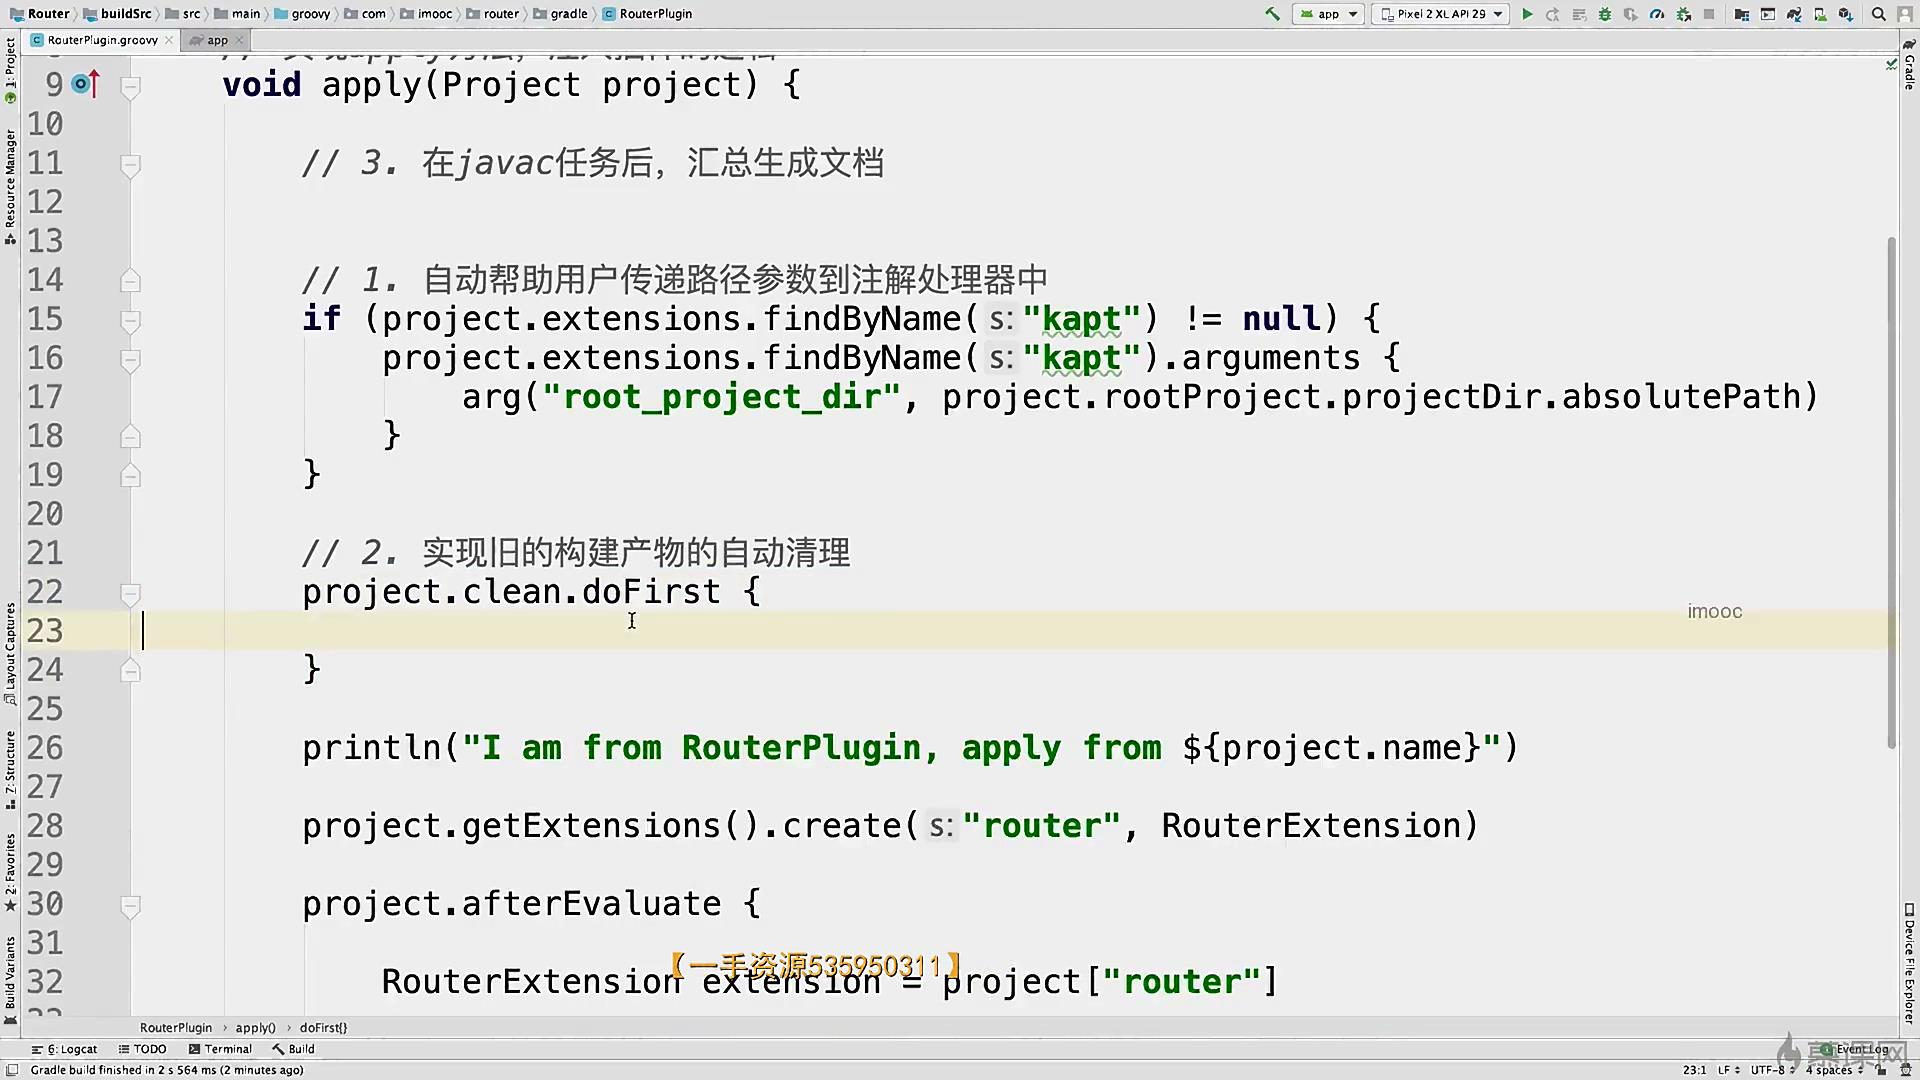 Router buildSrc src main groovy com imooc router gradle RouterPlugin
app Pixel 2 XL API 29
RouterPlugin.groovy app
9 void apply(Project project) {
10
11 // 3. 在javac任务后，汇总生成文档
12
13
14 // 1. 自动帮助用户传递路径参数到注解处理器中
15 if (project.extensions.findByName( s: "kapt") != null) {
16 project.extensions.findByName( s: "kapt").arguments {
17 arg("root_project_dir", project.rootProject.projectDir.absolutePath)
18 }
19 }
20
21 // 2. 实现旧的构建产物的自动清理
22 project.clean.doFirst {
imooc
23
24 }
25
26 println("I am from RouterPlugin, apply from ${project.name}")
27
28 project.getExtensions().create( s: "router", RouterExtension)
29
30 project.afterEvaluate {
31
【一手资源535950311】
32 RouterExtension extension = project["router"]
1: Project
Resource Manager
Layout Captures
7: Structure
2: Favorites
Build Variants
Gradle
Device File Explorer
RouterPlugin › apply() › doFirst{}
6: Logcat TODO Terminal Build
Event Log
慕课网
Gradle build finished in 2 s 564 ms (2 minutes ago)
23:1 LF UTF-8 4 spaces